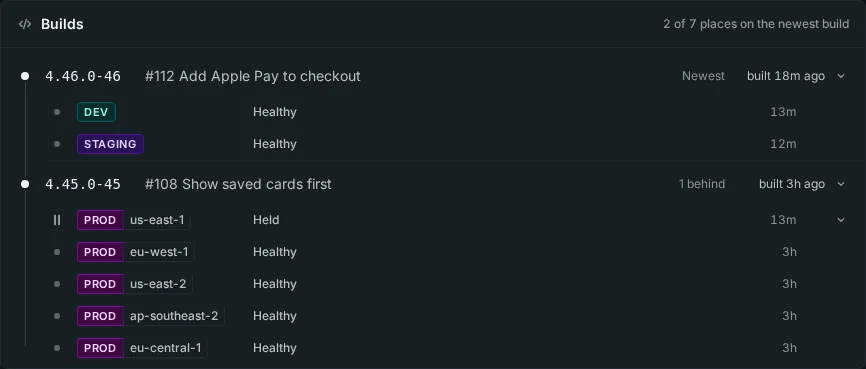 Builds 2 of 7 places on the newest build
4.46.0-46 #112 Add Apple Pay to checkout Newest built 18m ago
DEV Healthy 13m
STAGING Healthy 12m
4.45.0-45 #108 Show saved cards first 1 behind built 3h ago
PROD us-east-1 Held 13m
PROD eu-west-1 Healthy 3h
PROD us-east-2 Healthy 3h
PROD ap-southeast-2 Healthy 3h
PROD eu-central-1 Healthy 3h